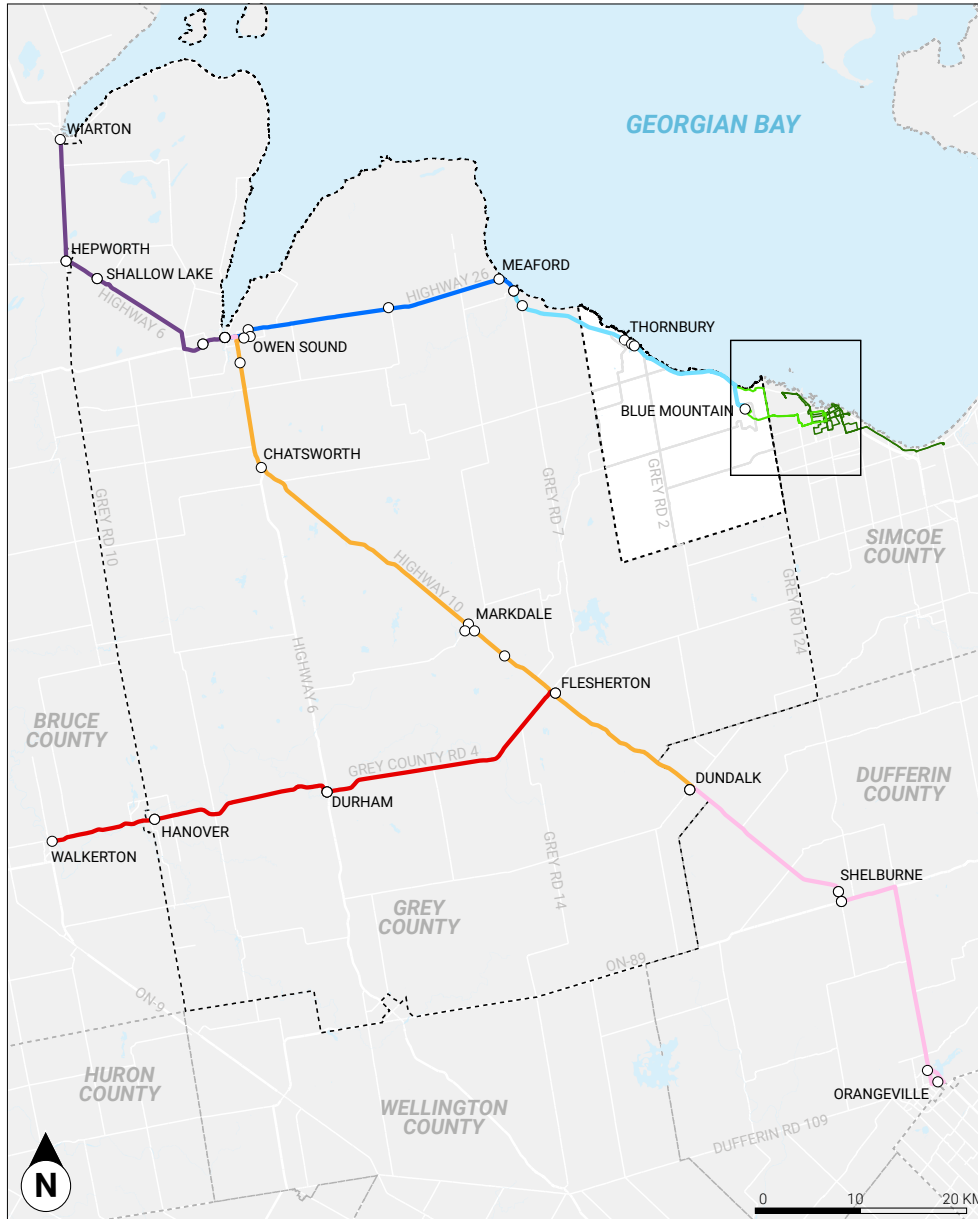 GEORGIAN BAY
WIARTON
HEPWORTH
SHALLOW LAKE
HIGHWAY 6
MEAFORD
HIGHWAY 26
OWEN SOUND
THORNBURY
BLUE MOUNTAIN
CHATSWORTH
GREY RD 10
GREY RD 7
GREY RD 2
SIMCOE
COUNTY
HIGHWAY 10
MARKDALE
GREY RD 124
HIGHWAY 6
FLESHERTON
BRUCE
COUNTY
GREY COUNTY RD 4
DUNDALK
DUFFERIN
COUNTY
DURHAM
HANOVER
WALKERTON
GREY RD 14
SHELBURNE
GREY
COUNTY
ON-89
ON-9
HURON
COUNTY
WELLINGTON
COUNTY
ORANGEVILLE
DUFFERIN RD 109
N
0 10 20 KM